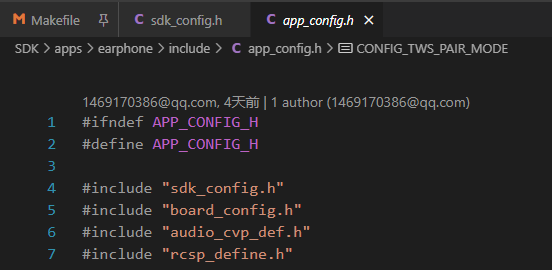 Makefile sdk_config.h app_config.h
SDK > apps > earphone > include > app_config.h > CONFIG_TWS_PAIR_MODE
1469170386@qq.com, 4天前 | 1 author (1469170386@qq.com)
1 #ifndef APP_CONFIG_H
2 #define APP_CONFIG_H
3
4 #include "sdk_config.h"
5 #include "board_config.h"
6 #include "audio_cvp_def.h"
7 #include "rcsp_define.h"